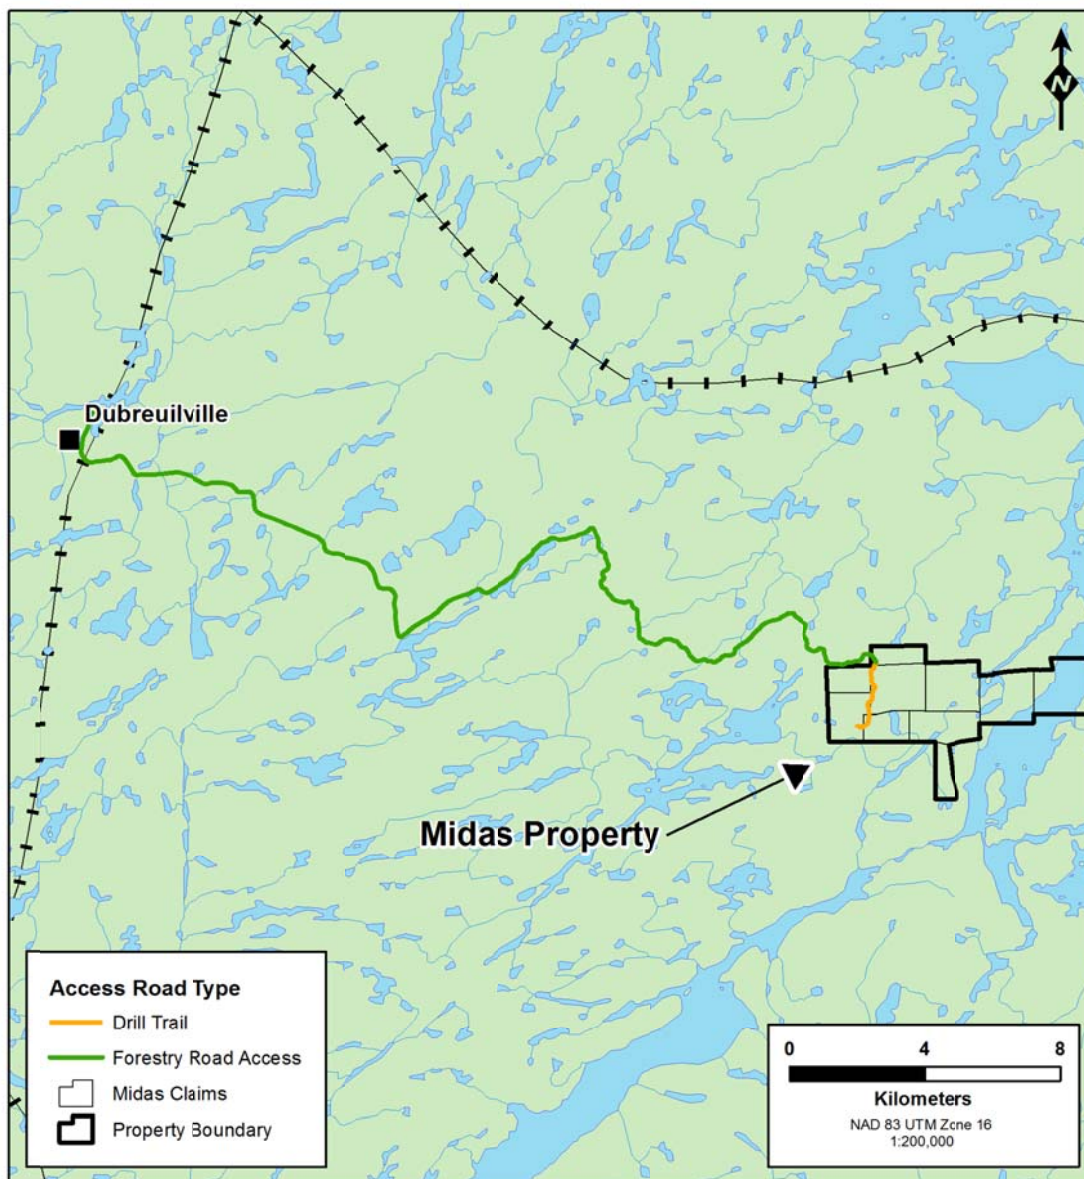 N
Dubreuilville
Midas Property
Access Road Type
Drill Trail
Forestry Road Access
Midas Claims
Property Boundary
0 4 8
Kilometers
NAD 83 UTM Zone 16
1:200,000